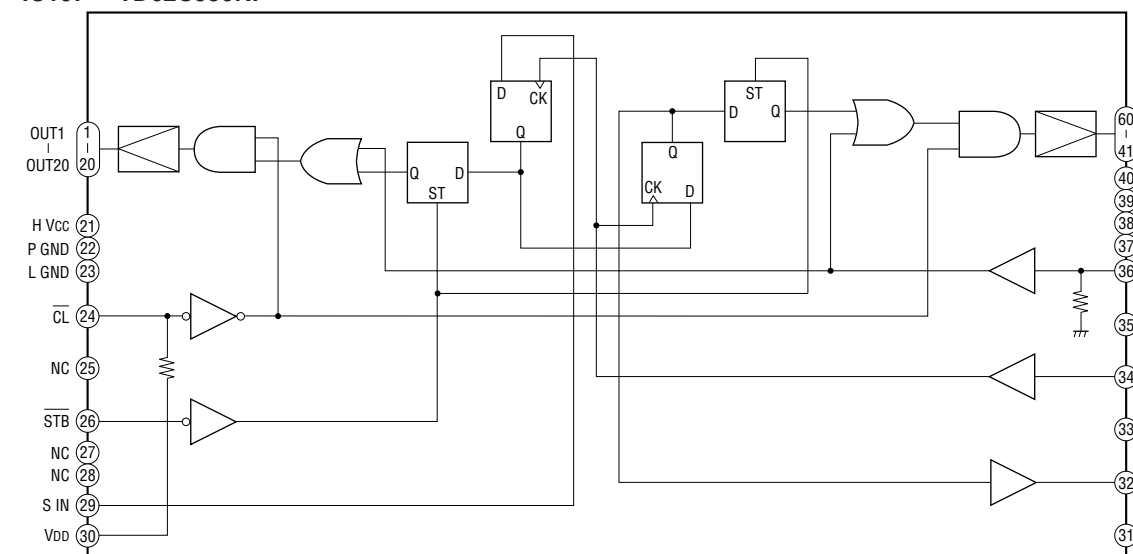 D CK
Q
ST
D Q
OUT1
OUT20
1
20
60
41
Q ST D
Q
CK D
40
39
38
37
H VCC 21
P GND 22
L GND 23
36
CL 24
35
NC 25
34
STB 26
33
NC 27
NC 28
32
S IN 29
VDD 30
31